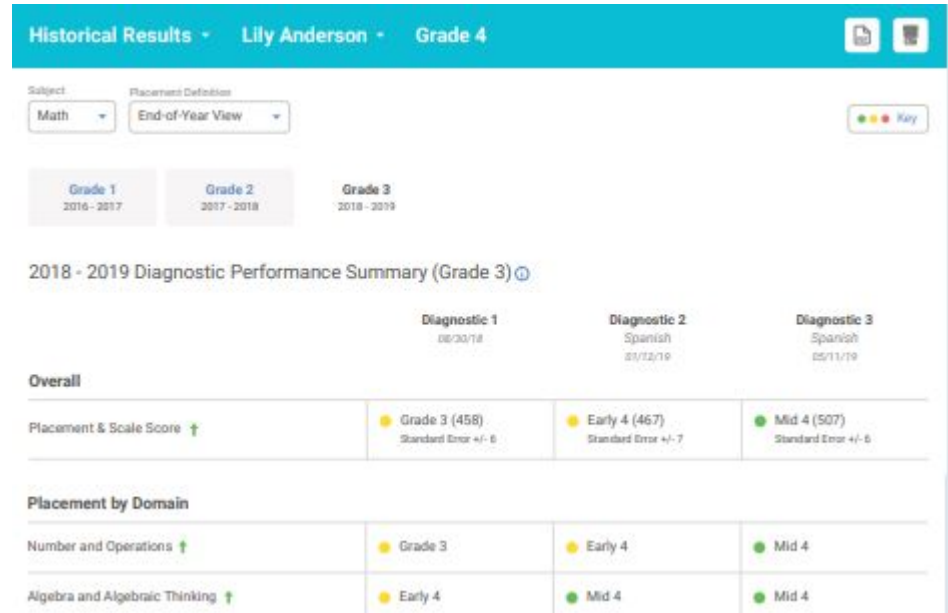 Historical Results Lily Anderson Grade 4
Subject Placement Definition
Math End-of-Year View Key
Grade 1 Grade 2 Grade 3
2016 - 2017 2017 - 2018 2018 - 2019
2018 - 2019 Diagnostic Performance Summary (Grade 3)
Diagnostic 1 Diagnostic 2 Diagnostic 3
08/30/18 Spanish Spanish
01/12/19 05/11/19
Overall
Placement & Scale Score Grade 3 (458) Early 4 (467) Mid 4 (507)
Standard Error +/- 6 Standard Error +/- 7 Standard Error +/- 6
Placement by Domain
Number and Operations Grade 3 Early 4 Mid 4
Algebra and Algebraic Thinking Early 4 Mid 4 Mid 4